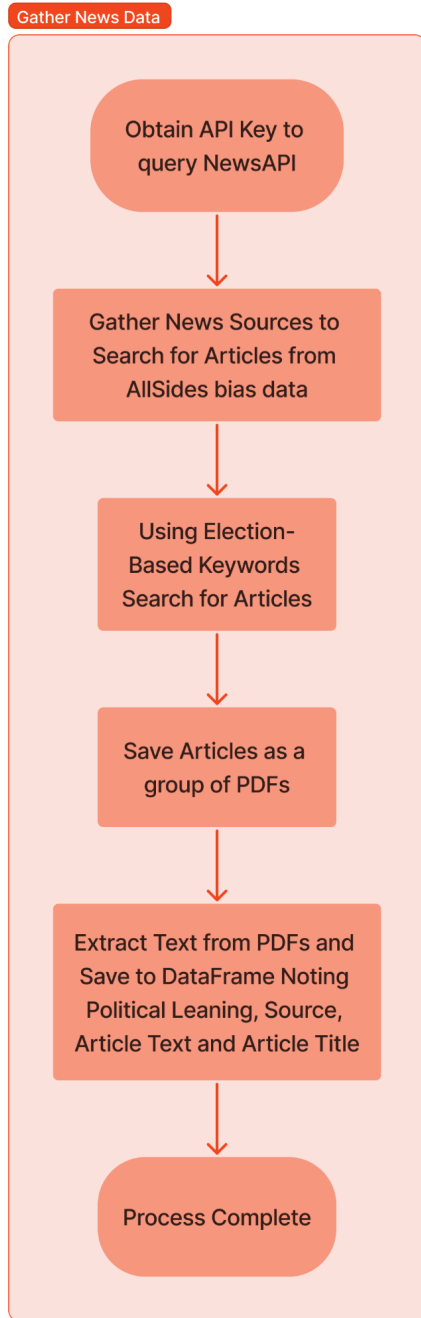 Gather News Data
Obtain API Key to
query NewsAPI
Gather News Sources to
Search for Articles from
AllSides bias data
Using Election-
Based Keywords
Search for Articles
Save Articles as a
group of PDFs
Extract Text from PDFs and
Save to DataFrame Noting
Political Leaning, Source,
Article Text and Article Title
Process Complete